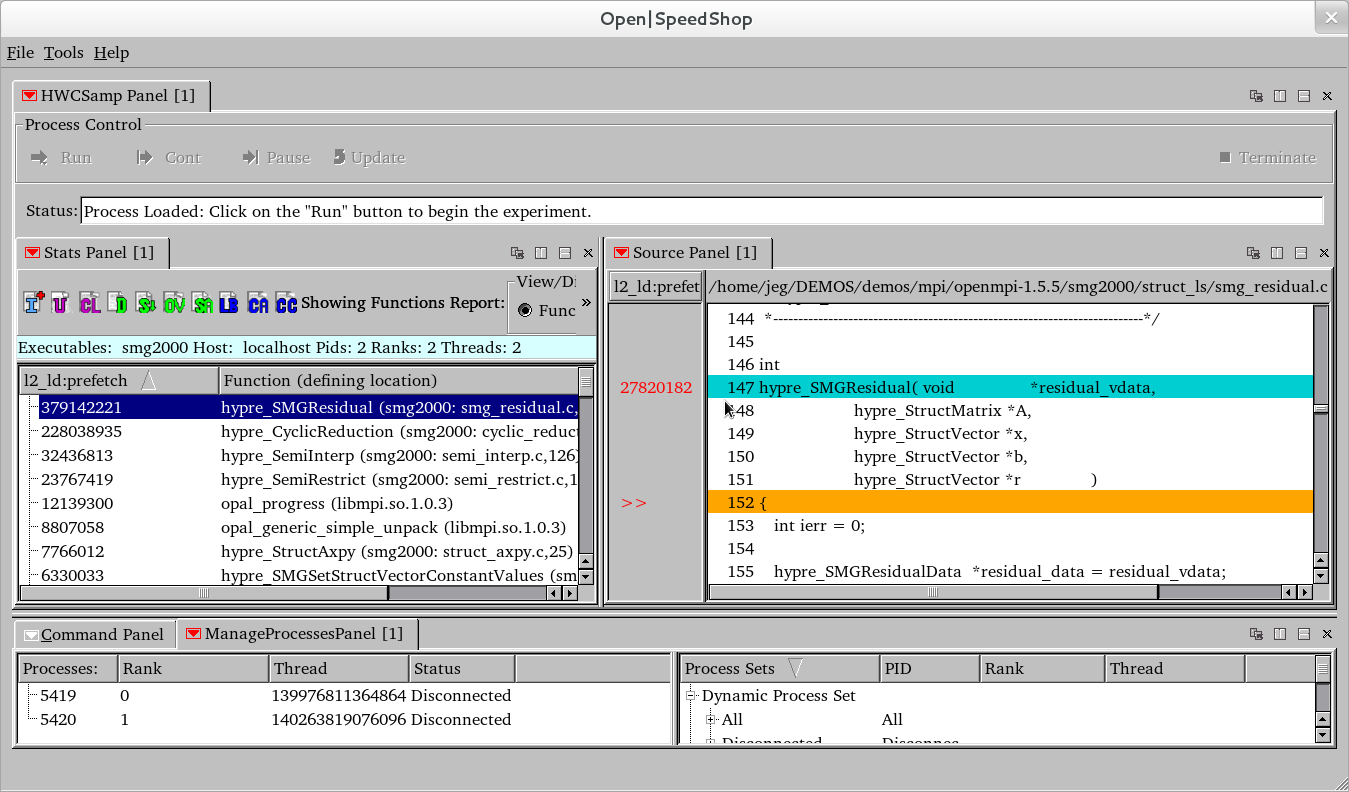 Open|SpeedShop
File Tools Help
HWCSamp Panel [1]
Process Control
Run Cont Pause Update Terminate
Status: Process Loaded: Click on the "Run" button to begin the experiment.
Stats Panel [1]
I U CL D S OV SA LB CA CC Showing Functions Report:
View/Di
Func »
Executables: smg2000 Host: localhost Pids: 2 Ranks: 2 Threads: 2
l2_ld:prefetch Function (defining location)
379142221 hypre_SMGResidual (smg2000: smg_residual.c,
228038935 hypre_CyclicReduction (smg2000: cyclic_reduct
32436813 hypre_SemiInterp (smg2000: semi_interp.c,126)
23767419 hypre_SemiRestrict (smg2000: semi_restrict.c,1
12139300 opal_progress (libmpi.so.1.0.3)
8807058 opal_generic_simple_unpack (libmpi.so.1.0.3)
7766012 hypre_StructAxpy (smg2000: struct_axpy.c,25)
6330033 hypre_SMGSetStructVectorConstantValues (sm
Source Panel [1]
l2_ld:prefet /home/jeg/DEMOS/demos/mpi/openmpi-1.5.5/smg2000/struct_ls/smg_residual.c
144 *--------------------------------------------------------------------------*/
145
146 int
27820182 147 hypre_SMGResidual( void *residual_vdata,
148 hypre_StructMatrix *A,
149 hypre_StructVector *x,
150 hypre_StructVector *b,
151 hypre_StructVector *r )
>> 152 {
153 int ierr = 0;
154
155 hypre_SMGResidualData *residual_data = residual_vdata;
Command Panel ManageProcessesPanel [1]
Processes: Rank Thread Status
5419 0 139976811364864 Disconnected
5420 1 140263819076096 Disconnected
Process Sets PID Rank Thread
Dynamic Process Set
All All
Disconnected Disconnec